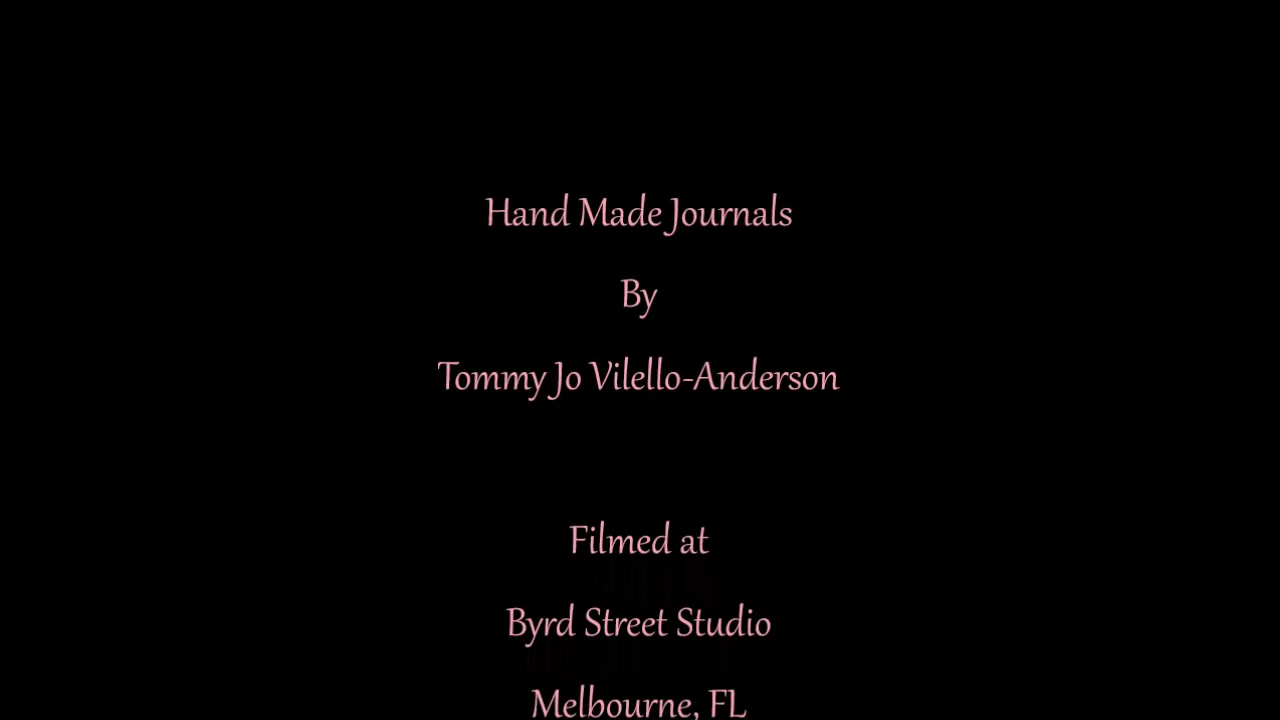 Hand Made Journals
By
Tommy Jo Vilello-Anderson
Filmed at
Byrd Street Studio
Melbourne, FL